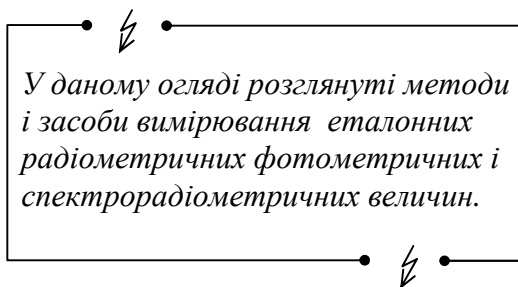 У даному огляді розглянуті методи
і засоби вимірювання еталонних
радіометричних фотометричних і
спектрорадіометричних величин.